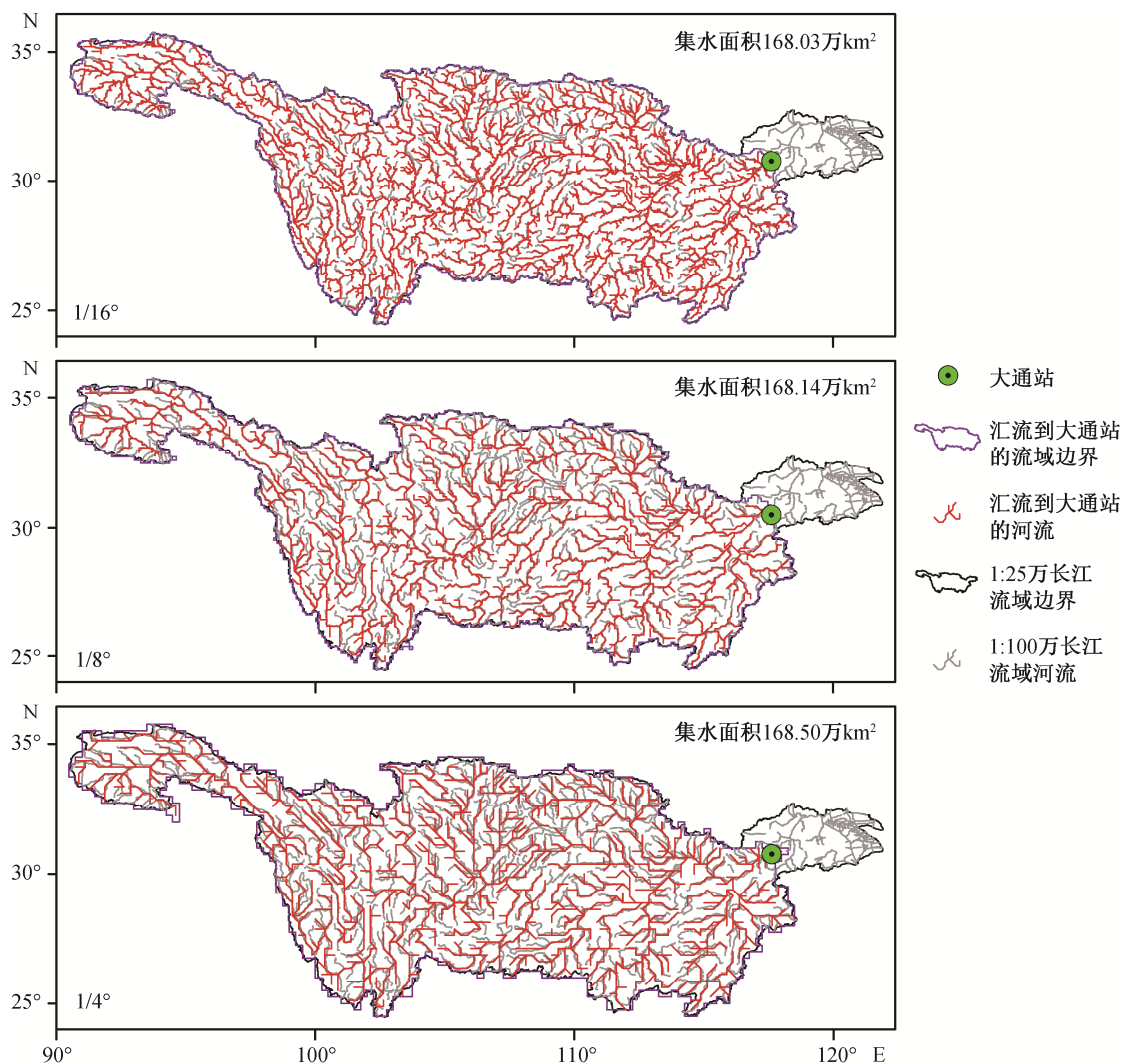 N
35°
集水面积168.03万km²
30°
25°
1/16°
N
35°
集水面积168.14万km²
30°
25°
1/8°
N
35°
集水面积168.50万km²
30°
25°
1/4°
90°
100°
110°
120°
E
大通站
汇流到大通站
的流域边界
汇流到大通站
的河流
1:25万长江
流域边界
1:100万长江
流域河流